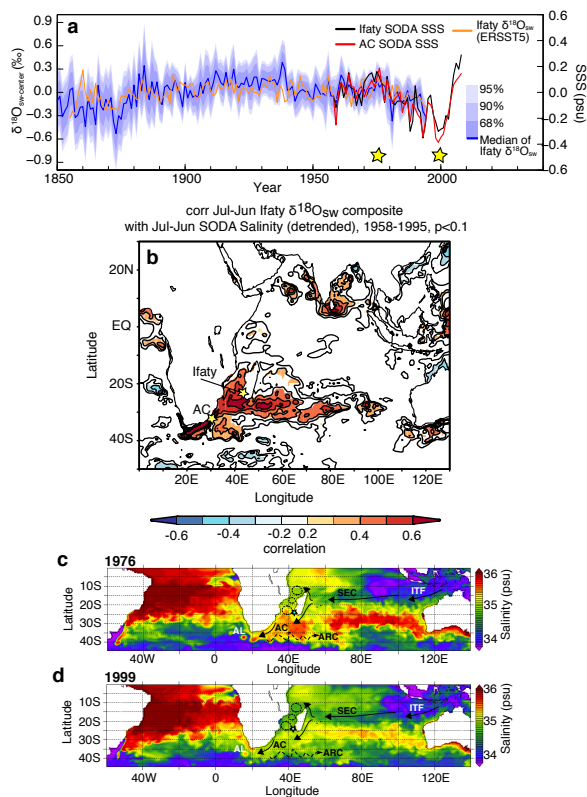 a
Ifaty SODA SSS
AC SODA SSS
Ifaty δ18Osw
(ERSST5)
0.9
0.6
0.3
0.0
-0.3
-0.6
-0.9
δ18Osw-center (‰)
0.6
0.4
0.2
0.0
0.2
0.4
0.6
SSS (psu)
95%
90%
68%
Median of
Ifaty δ18Osw
1850
1900
1950
2000
Year
corr Jul-Jun Ifaty δ18Osw composite
with Jul-Jun SODA Salinity (detrended), 1958-1995, p<0.1
b
20N
EQ
20S
40S
Latitude
Ifaty
AC
20E
40E
60E
80E
100E
120E
Longitude
-0.6
-0.4
-0.2
0.2
0.4
0.6
correlation
c
1976
10S
20S
30S
40S
Latitude
SEC
ITF
AC
AL
ARC
40W
0
40E
80E
120E
36
35
34
Salinity (psu)
d
1999
10S
20S
30S
40S
Latitude
SEC
ITF
AC
AL
ARC
40W
0
40E
80E
120E
36
35
34
Salinity (psu)
Longitude